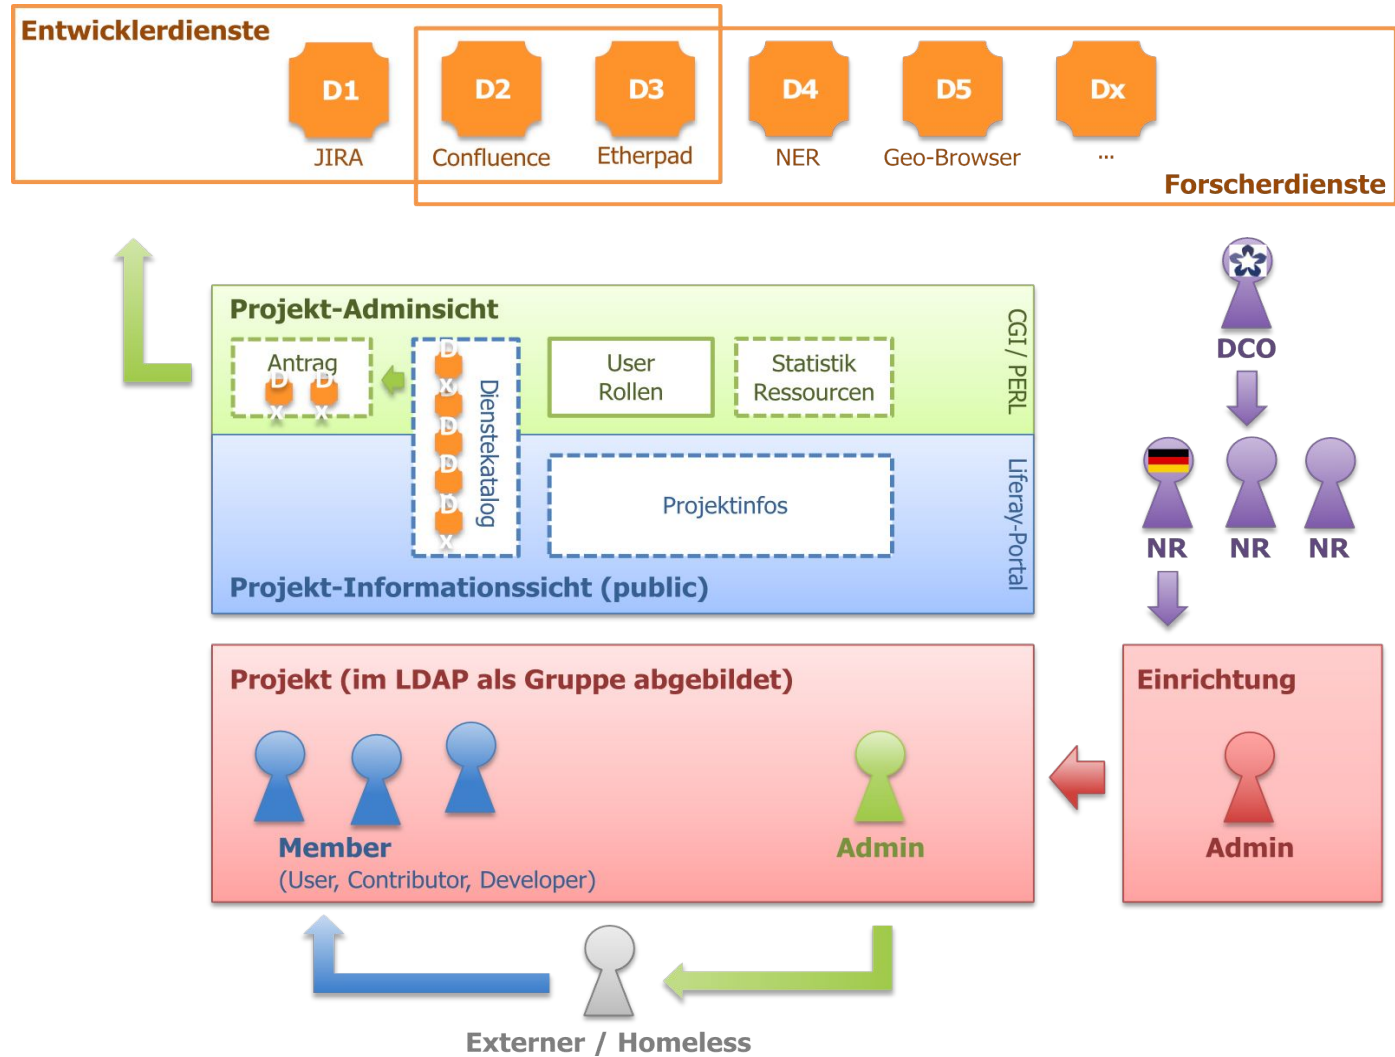 Entwicklerdienste
D1
D2
D3
D4
D5
Dx
JIRA
Confluence
Etherpad
NER
Geo-Browser
...
Forscherdienste
Projekt-Adminsicht
CGI / PERL
Antrag
D
x
D
x
D
x
D
D
D
D
x
Dienstekatalog
User
Rollen
Statistik
Ressourcen
Projektinfos
Liferay-Portal
Projekt-Informationssicht (public)
DCO
NR
NR
NR
Projekt (im LDAP als Gruppe abgebildet)
Member
(User, Contributor, Developer)
Admin
Einrichtung
Admin
Externer / Homeless